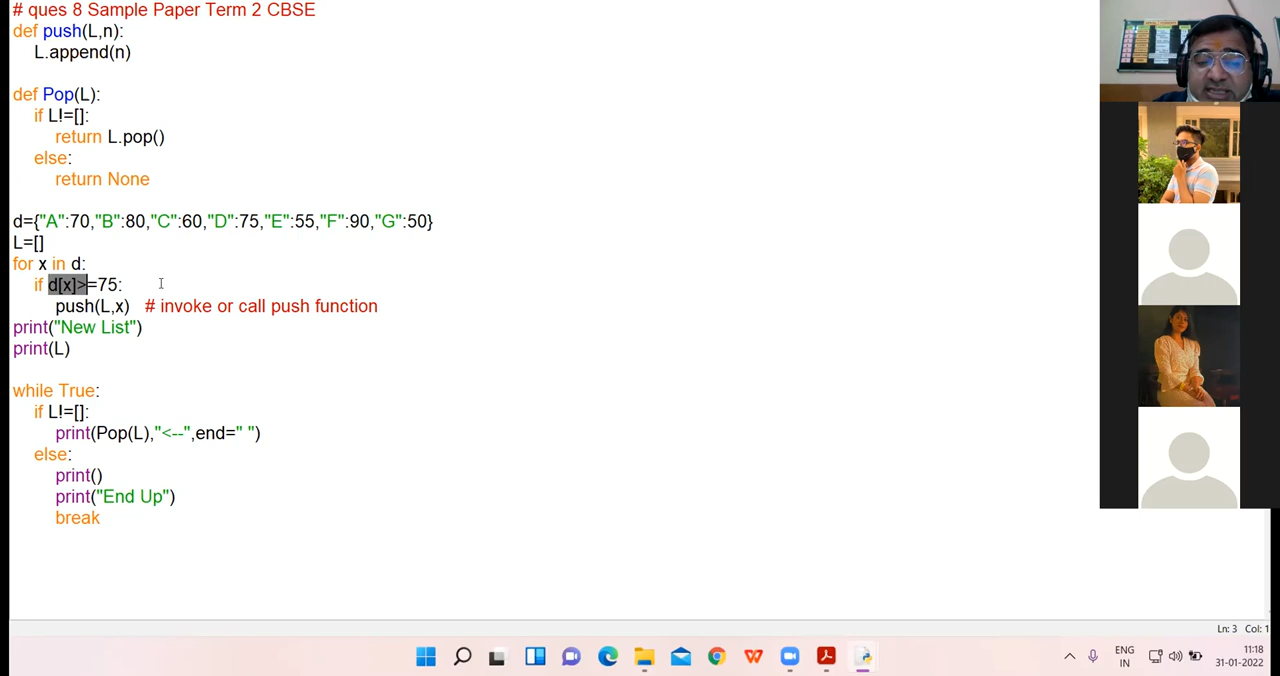 # ques 8 Sample Paper Term 2 CBSE
def push(L,n):
    L.append(n)
def Pop(L):
    if L!=[]:
        return L.pop()
    else:
        return None
d={"A":70,"B":80,"C":60,"D":75,"E":55,"F":90,"G":50}
L=[]
for x in d:
    if d[x]>=75:
        push(L,x)   # invoke or call push function
print("New List")
print(L)
while True:
    if L!=[]:
        print(Pop(L),"<--",end=" ")
    else:
        print()
        print("End Up")
        break
Ln: 3 Col: 1
ENG
IN
11:18
31-01-2022